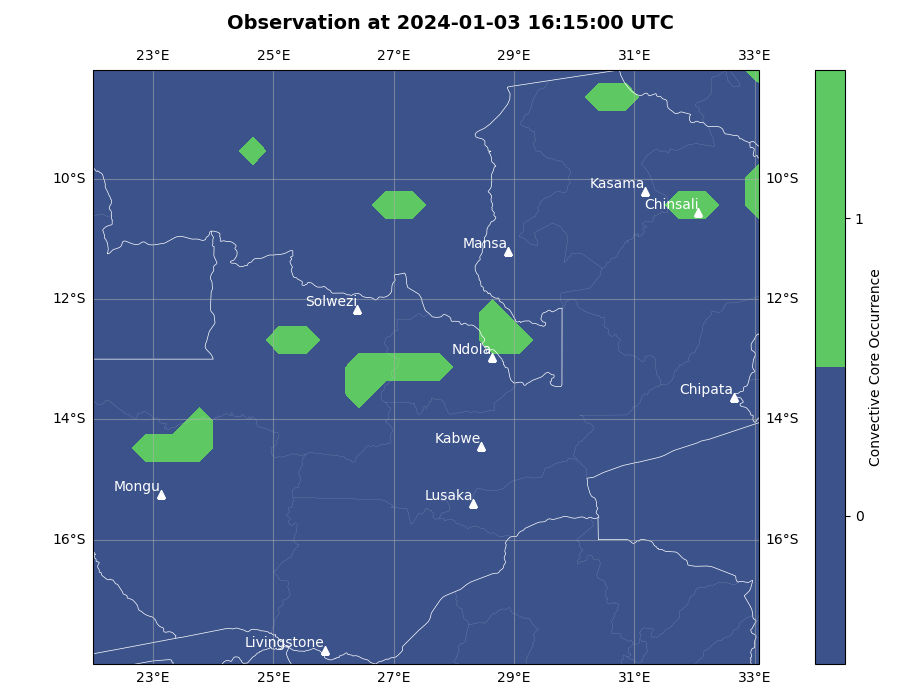 Observation at 2024-01-03 16:15:00 UTC
23°E 25°E 27°E 29°E 31°E 33°E
10°S 10°S
Kasama
Chinsali
1
Mansa
12°S 12°S
Solwezi
Ndola
Convective Core Occurrence
Chipata
14°S 14°S
Kabwe
Mongu
Lusaka
0
16°S 16°S
Livingstone
23°E 25°E 27°E 29°E 31°E 33°E